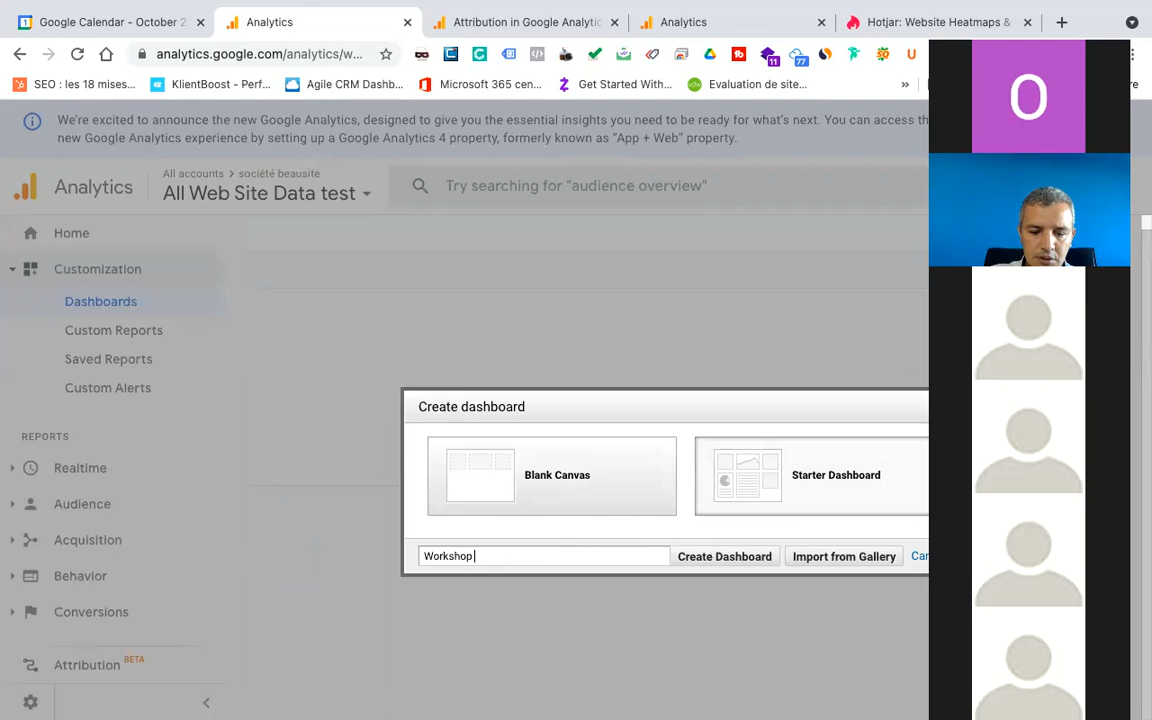 Google Calendar - October 2
Analytics
Attribution in Google Analytic
Analytics
Hotjar: Website Heatmaps &
analytics.google.com/analytics/w...
11
77
SEO : les 18 mises...
KlientBoost - Perf...
Agile CRM Dashb...
Microsoft 365 cen...
Get Started With...
Evaluation de site...
»
re
We're excited to announce the new Google Analytics, designed to give you the essential insights you need to be ready for what's next. You can access the
new Google Analytics experience by setting up a Google Analytics 4 property, formerly known as "App + Web" property.
Analytics
All accounts > société beausite
All Web Site Data test
Try searching for "audience overview"
O
Home
Customization
Dashboards
Custom Reports
Saved Reports
Custom Alerts
REPORTS
Realtime
Audience
Acquisition
Behavior
Conversions
Attribution BETA
Create dashboard
Blank Canvas
Starter Dashboard
Workshop
Create Dashboard
Import from Gallery
Can